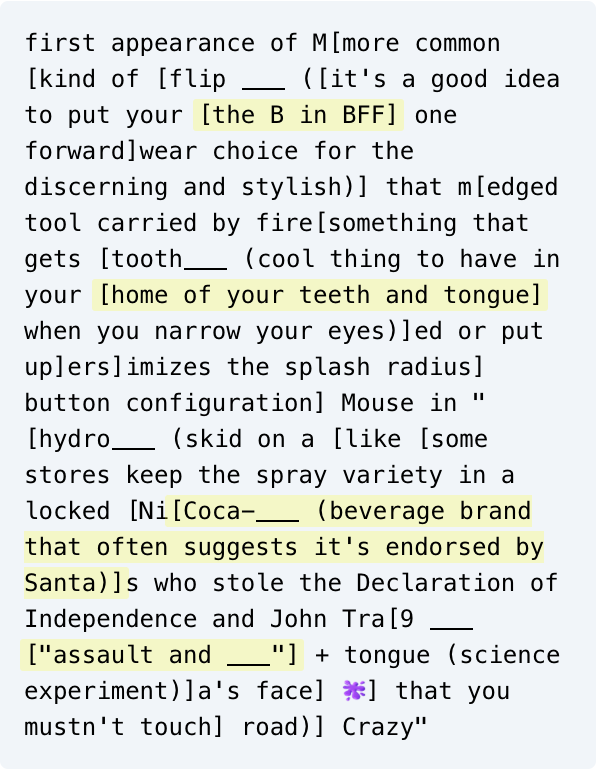 first appearance of M[more common
[kind of [flip ___ ([it's a good idea
to put your [the B in BFF] one
forward]wear choice for the
discerning and stylish)] that m[edged
tool carried by fire[something that
gets [tooth___ (cool thing to have in
your [home of your teeth and tongue]
when you narrow your eyes)]ed or put
up]ers]imizes the splash radius]
button configuration] Mouse in "
[hydro___ (skid on a [like [some
stores keep the spray variety in a
locked [Ni[Coca-___ (beverage brand
that often suggests it's endorsed by
Santa)]s who stole the Declaration of
Independence and John Tra[9 ___
["assault and ___"] + tongue (science
experiment)]a's face] ] that you
mustn't touch] road)] Crazy"